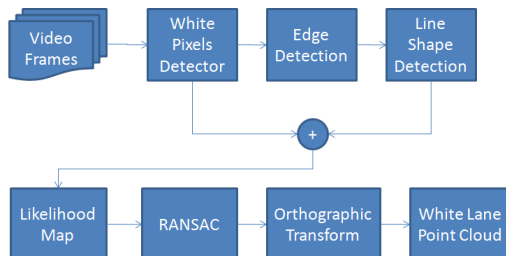 Video
Frames
White
Pixels
Detector
Edge
Detection
Line
Shape
Detection
+
Likelihood
Map
RANSAC
Orthographic
Transform
White Lane
Point Cloud